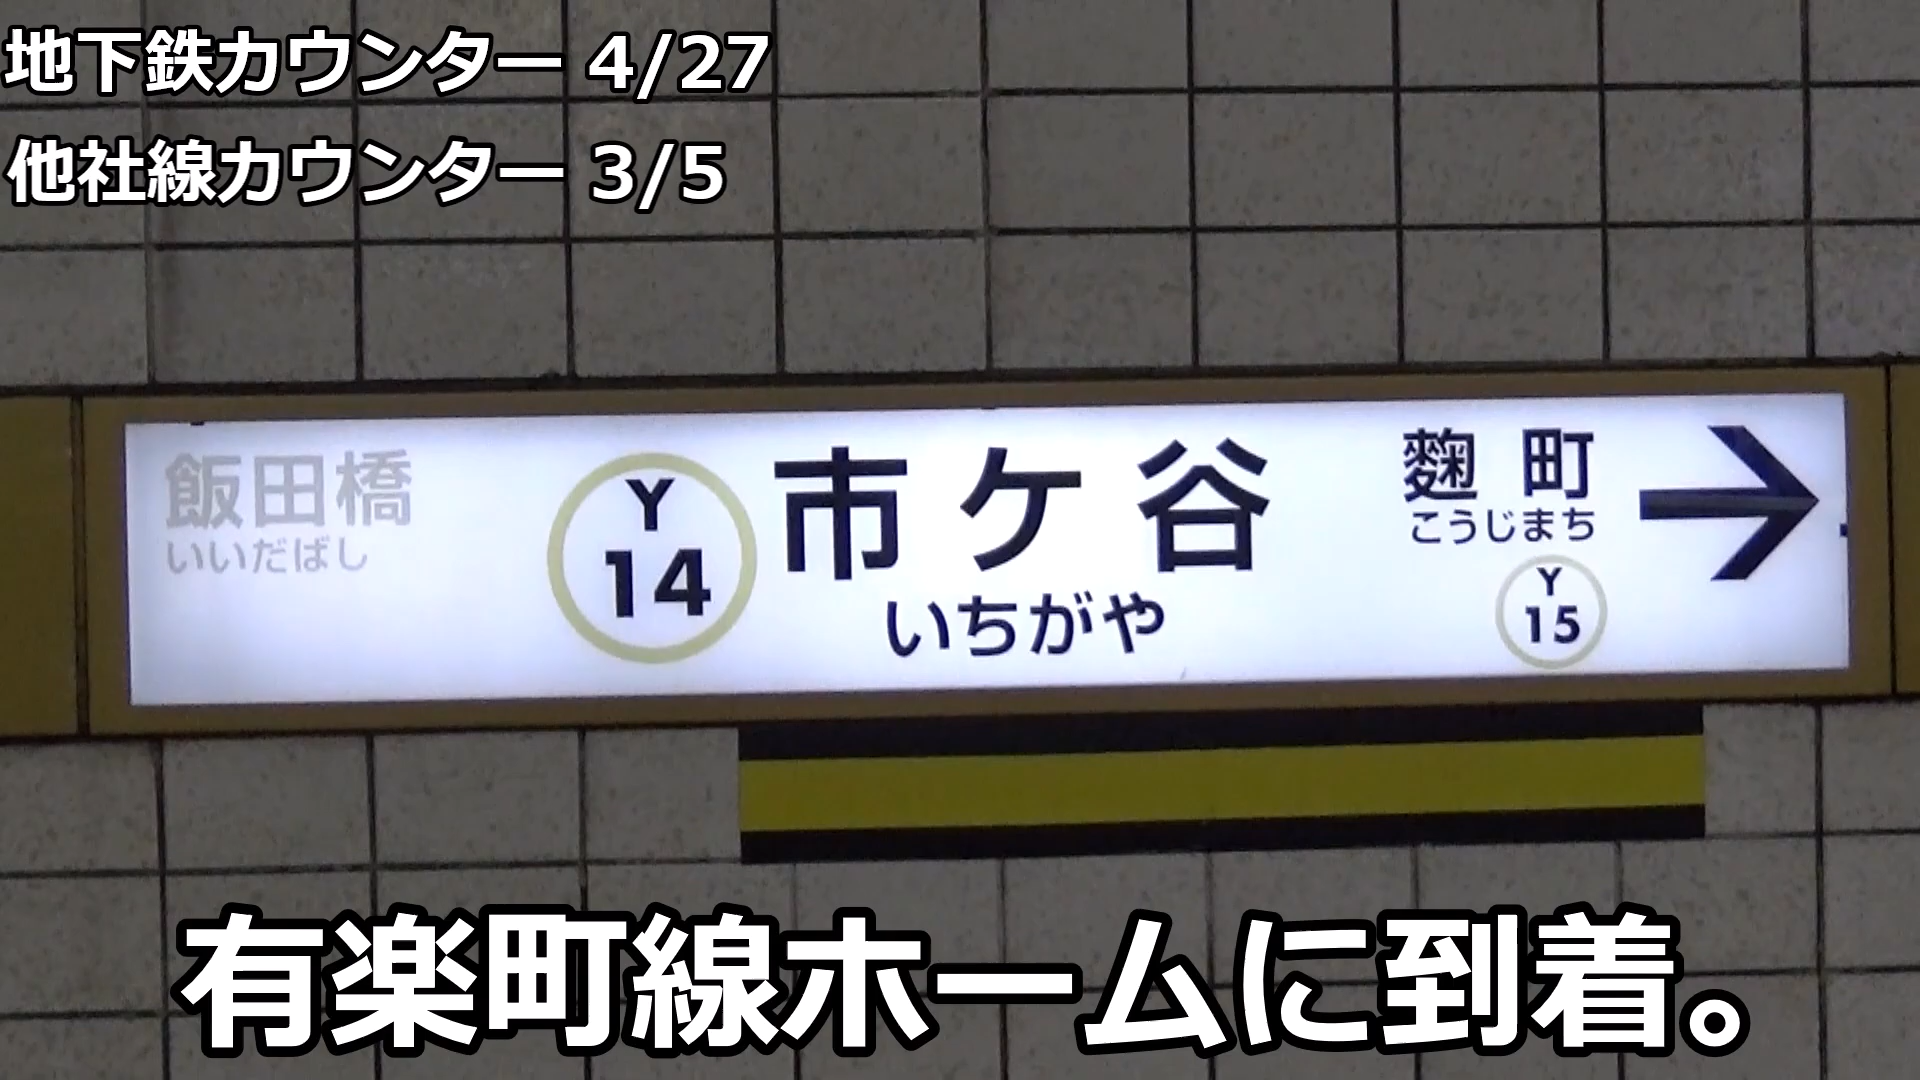 地下鉄カウンター 4/27
他社線カウンター 3/5
飯田橋
いいだばし
Y
14
市ケ谷
いちがや
麴町
こうじまち
Y
15
有楽町線ホームに到着。